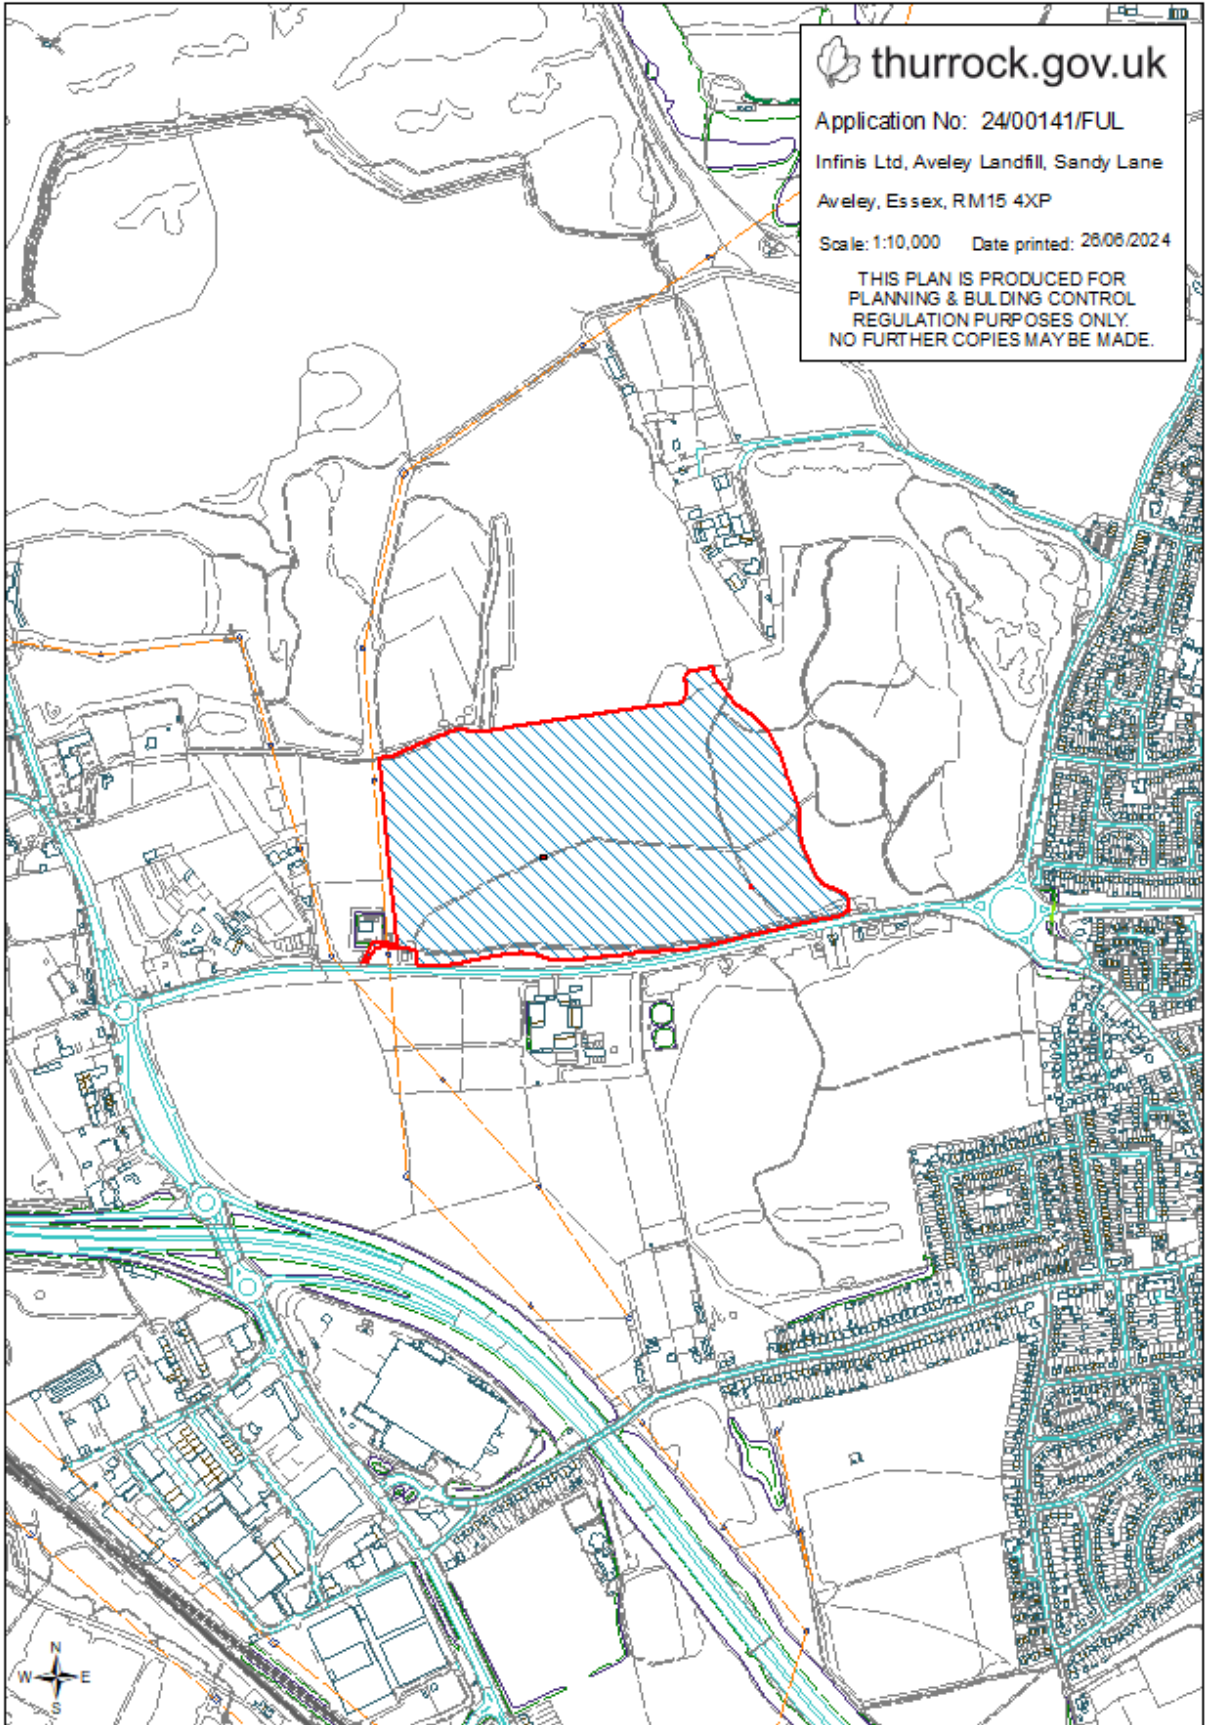 thurrock.gov.uk
Application No: 24/00141/FUL
Infinis Ltd, Aveley Landfill, Sandy Lane
Aveley, Essex, RM15 4XP
Scale: 1:10,000 Date printed: 26/06/2024
THIS PLAN IS PRODUCED FOR
PLANNING & BULDING CONTROL
REGULATION PURPOSES ONLY.
NO FURTHER COPIES MAY BE MADE.
N
W E
S